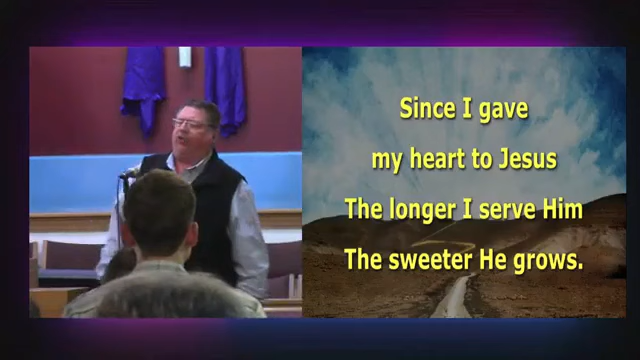 Since I gave
my heart to Jesus
The longer I serve Him
The sweeter He grows.